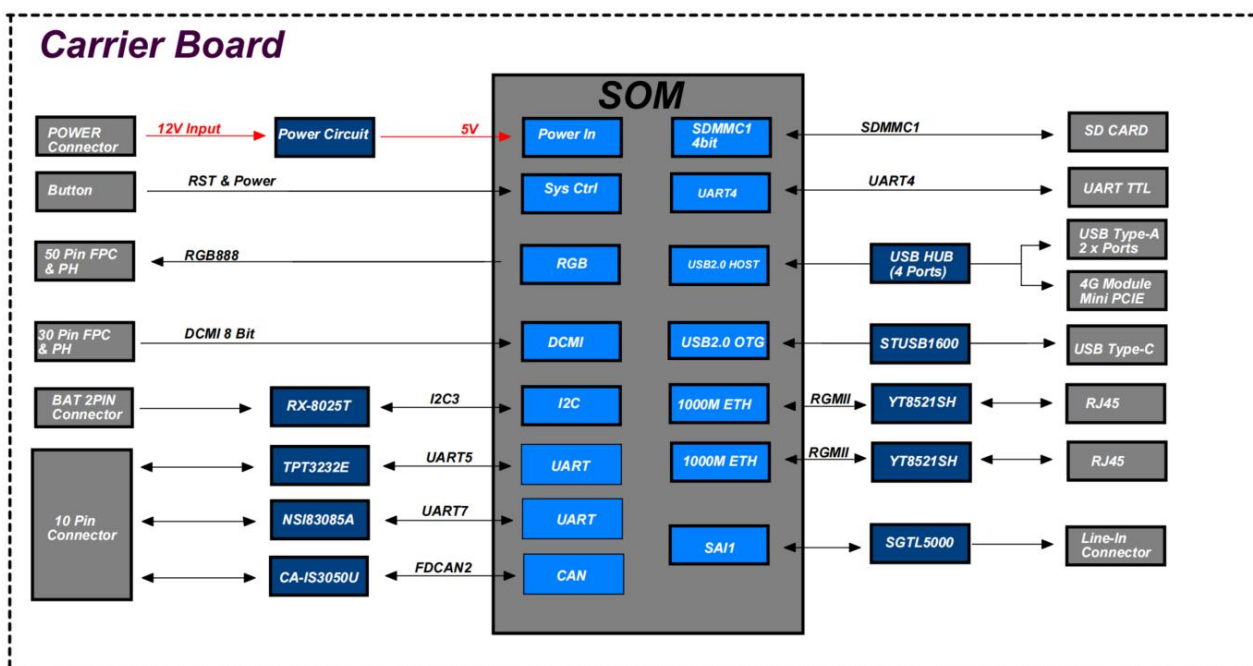 Carrier Board
SOM
POWER
Connector
12V Input
Power Circuit
5V
Power In
SDMMC1
4bit
SDMMC1
SD CARD
Button
RST & Power
Sys Ctrl
UART4
UART4
UART TTL
50 Pin FPC
& PH
RGB888
RGB
USB2.0 HOST
USB HUB
(4 Ports)
USB Type-A
2 x Ports
4G Module
Mini PCIE
30 Pin FPC
& PH
DCMI 8 Bit
DCMI
USB2.0 OTG
STUSB1600
USB Type-C
BAT 2PIN
Connector
RX-8025T
I2C3
I2C
1000M ETH
RGMII
YT8521SH
RJ45
10 Pin
Connector
TPT3232E
UART5
UART
1000M ETH
RGMII
YT8521SH
RJ45
NSI83085A
UART7
UART
SAI1
SGTL5000
Line-In
Connector
CA-IS3050U
FDCAN2
CAN